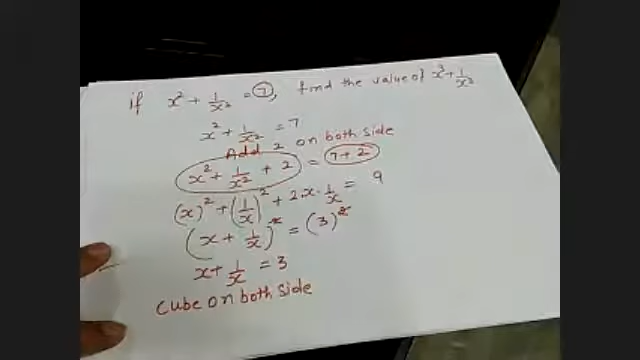 if x² + 1/x² = 7, find the value of x³ + 1/x³
x² + 1/x² = 7
Add 2 on both side
x² + 1/x² + 2 = 7+2
(x)² + (1/x)² + 2·x·1/x = 9
(x + 1/x)² = (3)²
x + 1/x = 3
cube on both side